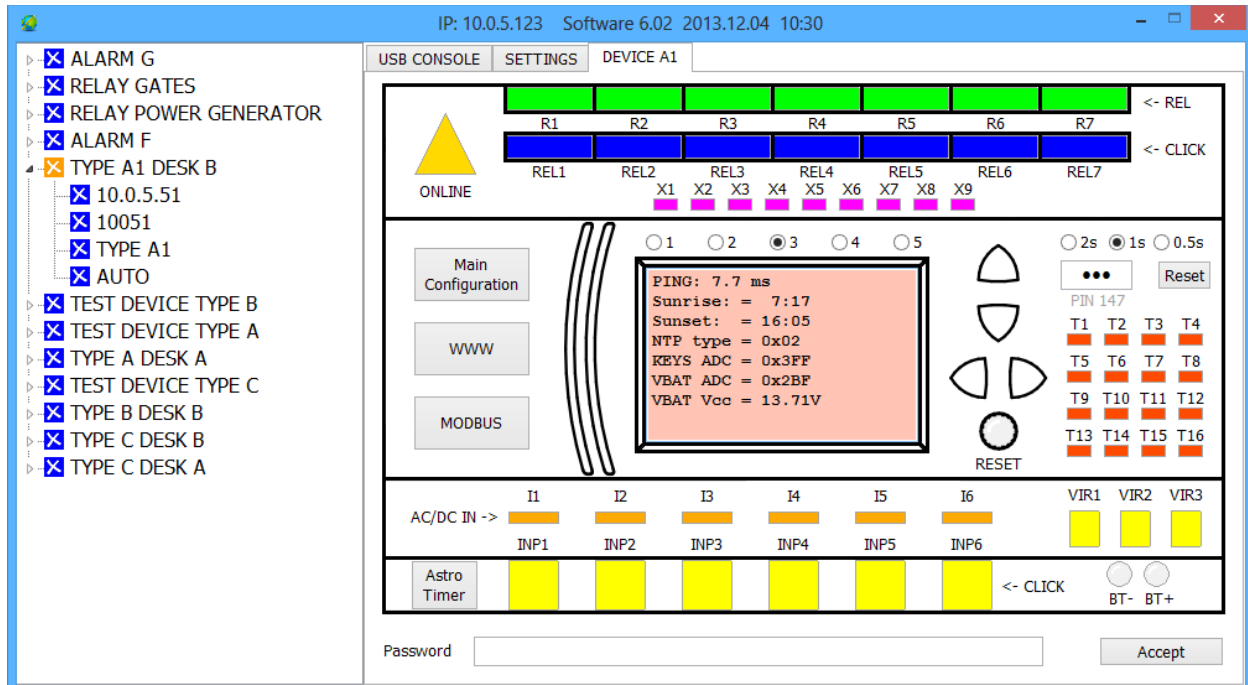 IP: 10.0.5.123 Software 6.02 2013.12.04 10:30
ALARM G
RELAY GATES
RELAY POWER GENERATOR
ALARM F
TYPE A1 DESK B
10.0.5.51
10051
TYPE A1
AUTO
TEST DEVICE TYPE B
TEST DEVICE TYPE A
TYPE A DESK A
TEST DEVICE TYPE C
TYPE B DESK B
TYPE C DESK B
TYPE C DESK A
USB CONSOLE SETTINGS DEVICE A1
<- REL
R1 R2 R3 R4 R5 R6 R7
<- CLICK
REL1 REL2 REL3 REL4 REL5 REL6 REL7
ONLINE
X1 X2 X3 X4 X5 X6 X7 X8 X9
Main
Configuration
WWW
MODBUS
1 2 3 4 5
PING: 7.7 ms
Sunrise: = 7:17
Sunset: = 16:05
NTP type = 0x02
KEYS ADC = 0x3FF
VBAT ADC = 0x2BF
VBAT Vcc = 13.71V
RESET
2s 1s 0.5s
••• Reset
PIN 147
T1 T2 T3 T4
T5 T6 T7 T8
T9 T10 T11 T12
T13 T14 T15 T16
I1 I2 I3 I4 I5 I6
VIR1 VIR2 VIR3
AC/DC IN ->
INP1 INP2 INP3 INP4 INP5 INP6
Astro
Timer
<- CLICK
BT- BT+
Password
Accept